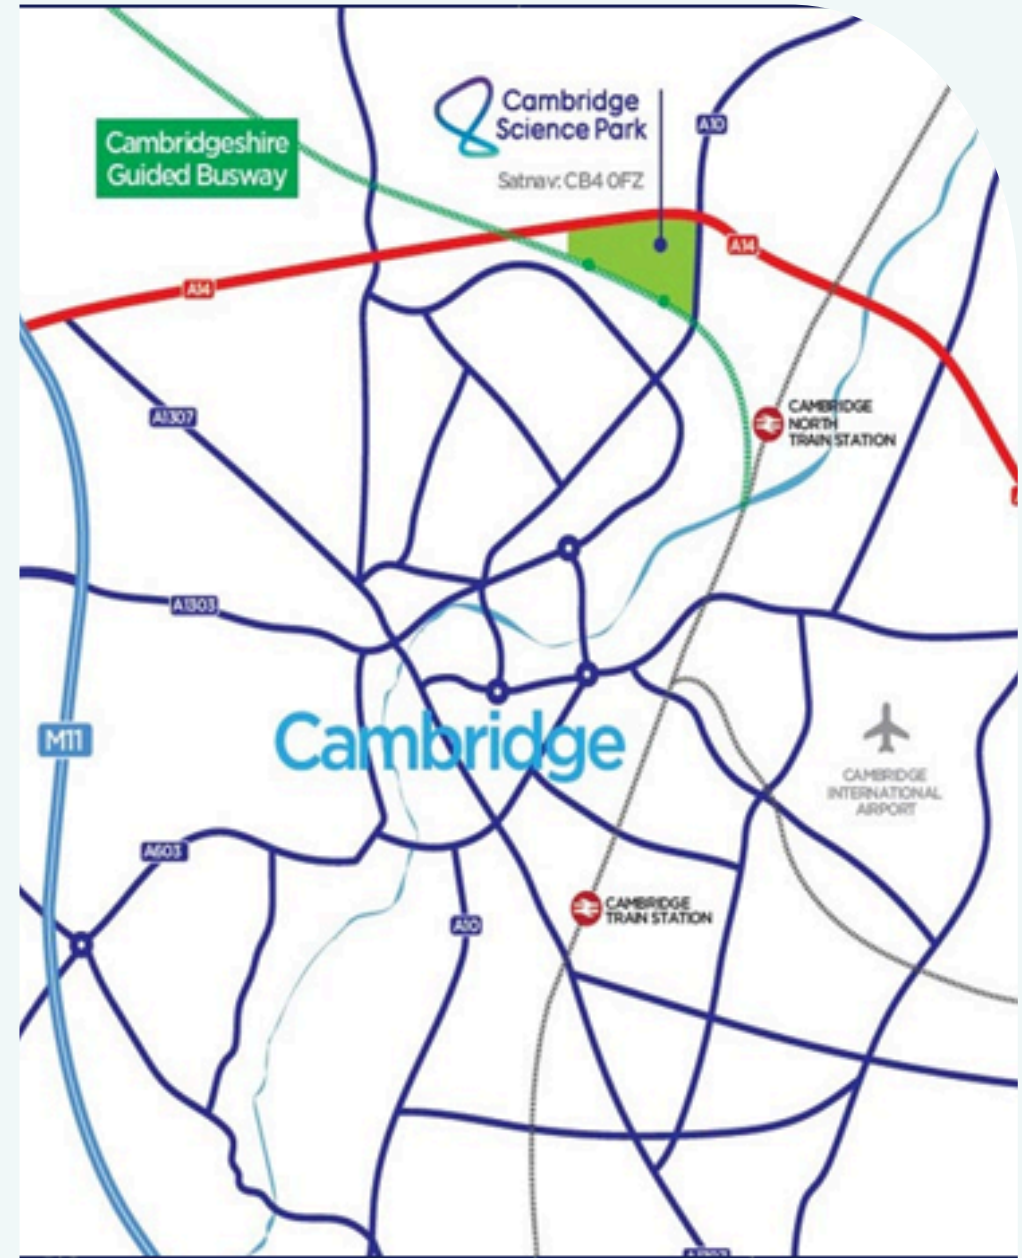 Cambridge
Science Park
A10
Cambridgeshire
Guided Busway
Satnav: CB4 0FZ
A14
A14
A1307
CAMBRIDGE
NORTH
TRAIN STATION
A1303
M11
Cambridge
CAMBRIDGE
INTERNATIONAL
AIRPORT
A603
CAMBRIDGE
TRAIN STATION
A10